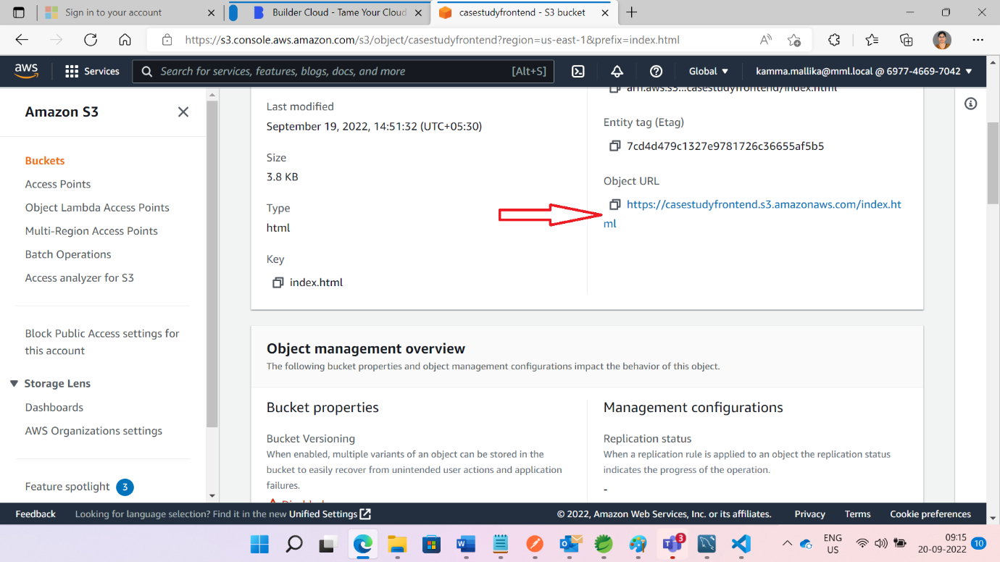 Sign in to your account
Builder Cloud - Tame Your Cloud
casestudyfrontend - S3 bucket
https://s3.console.aws.amazon.com/s3/object/casestudyfrontend?region=us-east-1&prefix=index.html
aws
Services
Search for services, features, blogs, docs, and more
[Alt+S]
Global
kamma.mallika@mml.local @ 6977-4669-7042
Amazon S3
Buckets
Access Points
Object Lambda Access Points
Multi-Region Access Points
Batch Operations
Access analyzer for S3
Block Public Access settings for
this account
Storage Lens
Dashboards
AWS Organizations settings
Feature spotlight 3
Last modified
September 19, 2022, 14:51:32 (UTC+05:30)
Size
3.8 KB
Type
html
Key
index.html
arn:aws:s3:::casestudyfrontend/index.html
Entity tag (Etag)
7cd4d479c1327e9781726c36655af5b5
Object URL
https://casestudyfrontend.s3.amazonaws.com/index.ht
ml
Object management overview
The following bucket properties and object management configurations impact the behavior of this object.
Bucket properties
Bucket Versioning
When enabled, multiple variants of an object can be stored in the
bucket to easily recover from unintended user actions and application
failures.
Disabled
Management configurations
Replication status
When a replication rule is applied to an object the replication status
indicates the progress of the operation.
-
Feedback
Looking for language selection? Find it in the new Unified Settings
© 2022, Amazon Web Services, Inc. or its affiliates.
Privacy
Terms
Cookie preferences
3
ENG
US
09:15
20-09-2022
10